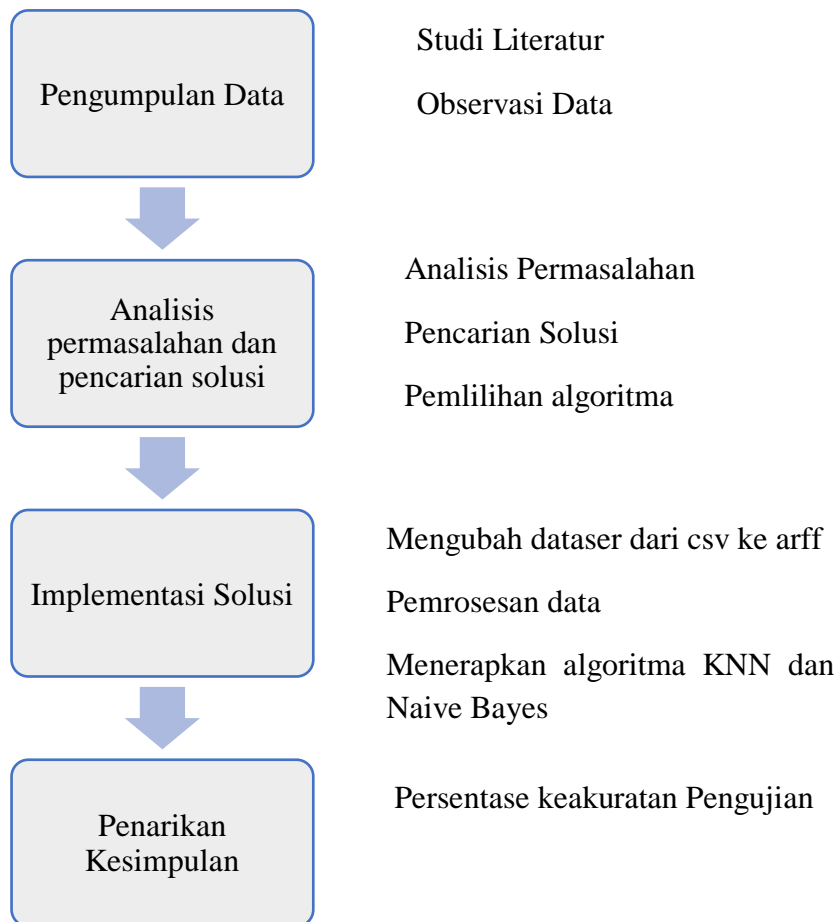 Pengumpulan Data
Studi Literatur
Observasi Data
Analisis
permasalahan dan
pencarian solusi
Analisis Permasalahan
Pencarian Solusi
Pemlilihan algoritma
Implementasi Solusi
Mengubah dataser dari csv ke arff
Pemrosesan data
Menerapkan algoritma KNN dan
Naive Bayes
Penarikan
Kesimpulan
Persentase keakuratan Pengujian